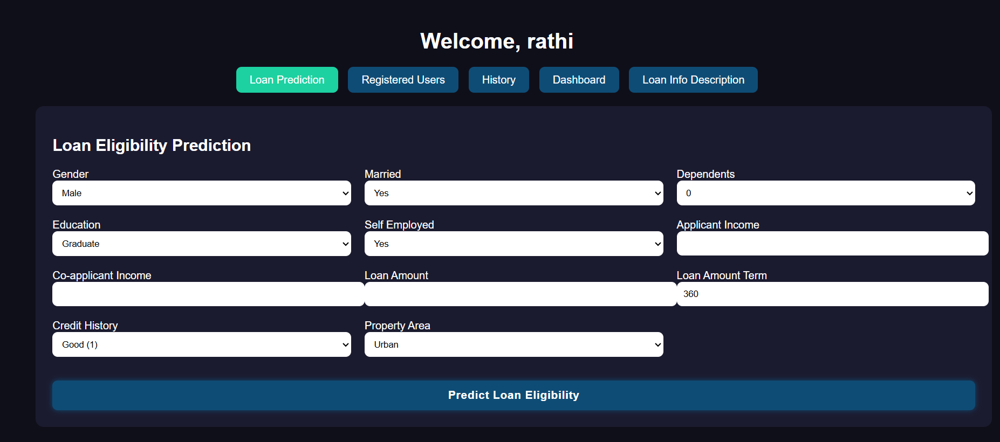 Welcome, rathi
Loan Prediction Registered Users History Dashboard Loan Info Description
Loan Eligibility Prediction
Gender Married Dependents
Male Yes 0
Education Self Employed Applicant Income
Graduate Yes
Co-applicant Income Loan Amount Loan Amount Term
360
Credit History Property Area
Good (1) Urban
Predict Loan Eligibility